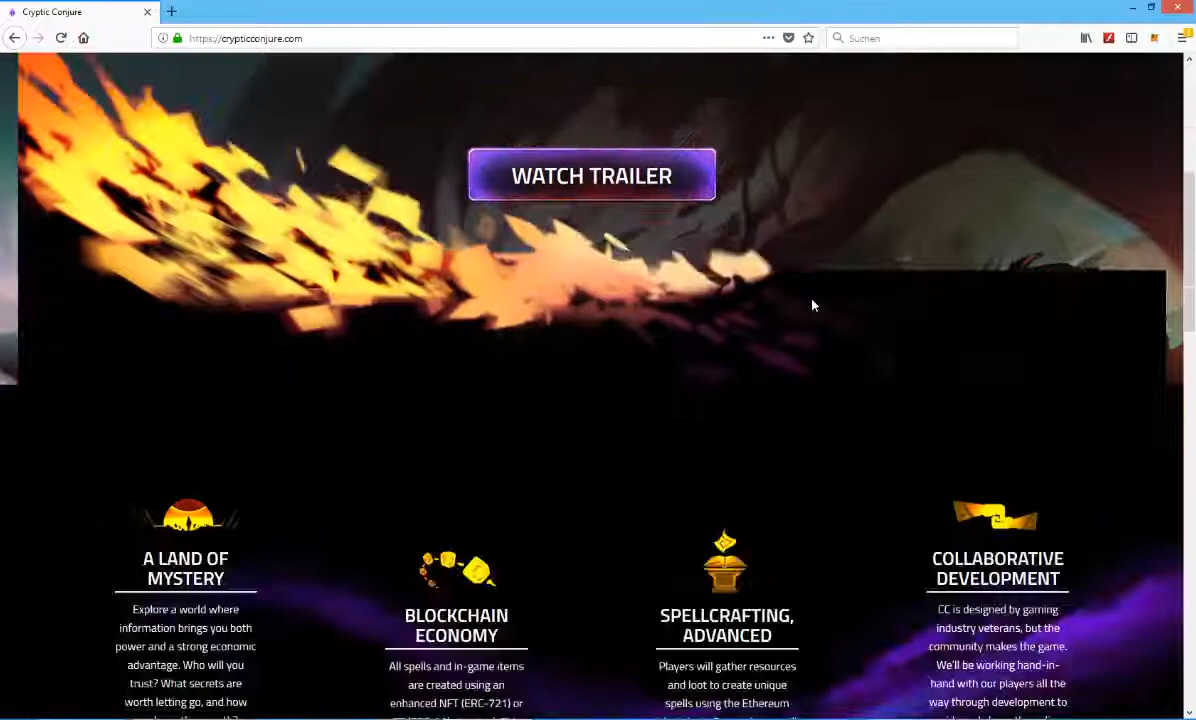 Cryptic Conjure
https://crypticconjure.com
Suchen
WATCH TRAILER
A LAND OF
MYSTERY
Explore a world where
information brings you both
power and a strong economic
advantage. Who will you
trust? What secrets are
worth letting go, and how
BLOCKCHAIN
ECONOMY
All spells and in-game items
are created using an
enhanced NFT (ERC-721) or
SPELLCRAFTING,
ADVANCED
Players will gather resources
and loot to create unique
spells using the Ethereum
COLLABORATIVE
DEVELOPMENT
CC is designed by gaming
industry veterans, but the
community makes the game.
We'll be working hand-in-
hand with our players all the
way through development to